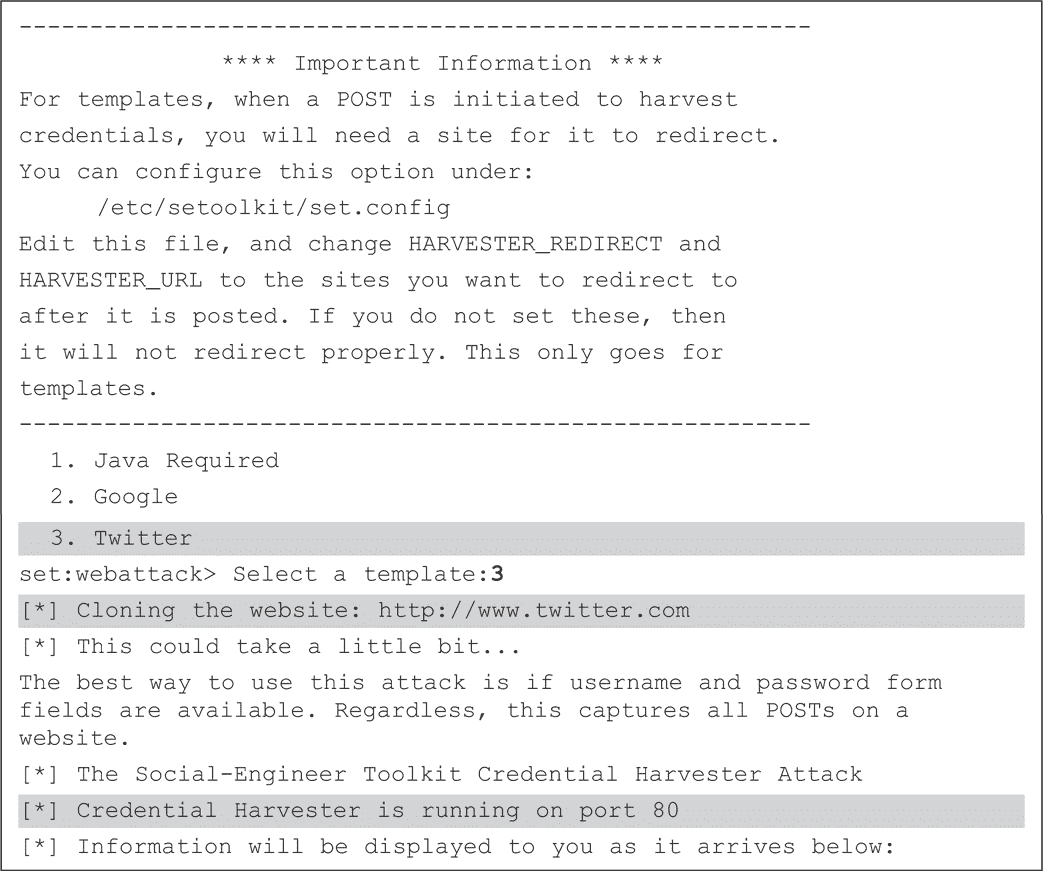 -------------------------------------------------------
**** Important Information ****
For templates, when a POST is initiated to harvest
credentials, you will need a site for it to redirect.
You can configure this option under:
/etc/setoolkit/set.config
Edit this file, and change HARVESTER_REDIRECT and
HARVESTER_URL to the sites you want to redirect to
after it is posted. If you do not set these, then
it will not redirect properly. This only goes for
templates.
-------------------------------------------------------
1. Java Required
2. Google
3. Twitter
set:webattack> Select a template:3
[*] Cloning the website: http://www.twitter.com
[*] This could take a little bit...
The best way to use this attack is if username and password form
fields are available. Regardless, this captures all POSTs on a
website.
[*] The Social-Engineer Toolkit Credential Harvester Attack
[*] Credential Harvester is running on port 80
[*] Information will be displayed to you as it arrives below: